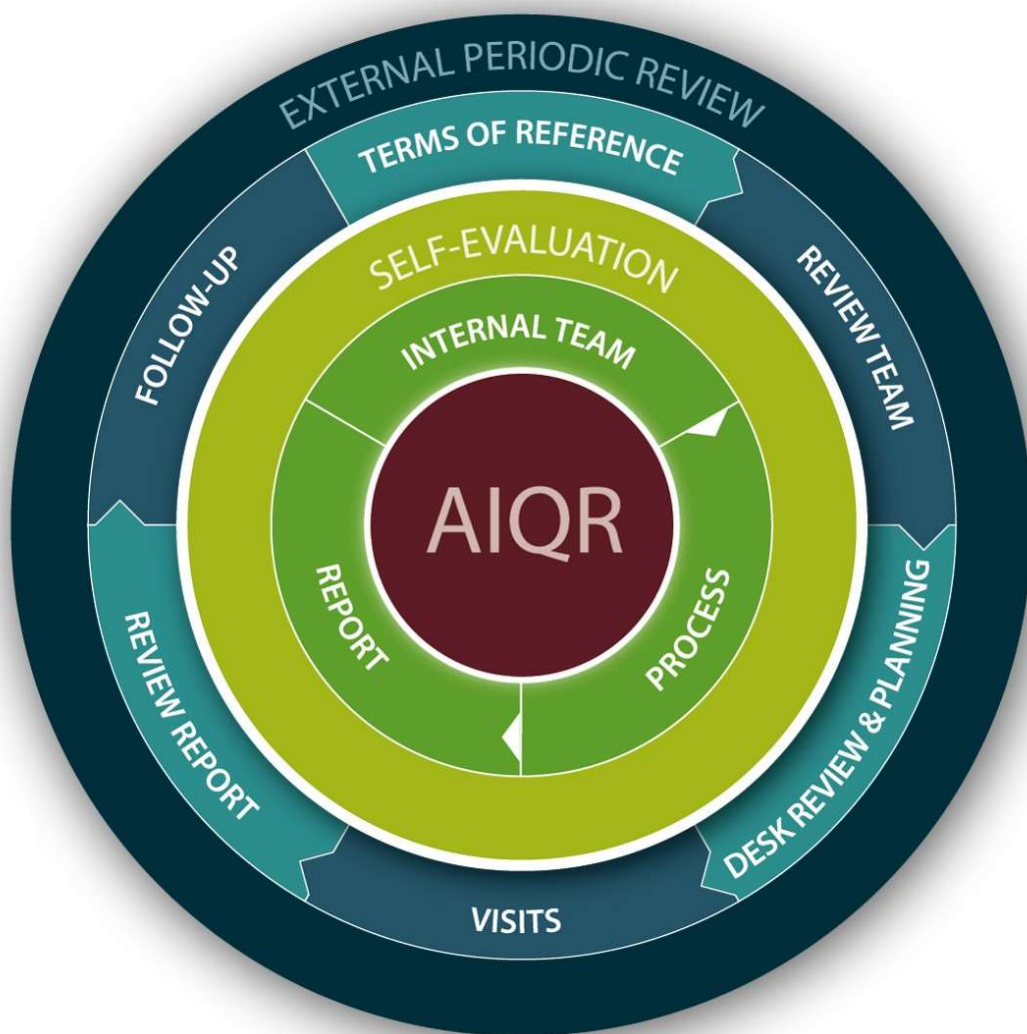 EXTERNAL PERIODIC REVIEW
TERMS OF REFERENCE
REVIEW TEAM
DESK REVIEW & PLANNING
VISITS
REVIEW REPORT
FOLLOW-UP
SELF-EVALUATION
INTERNAL TEAM
PROCESS
REPORT
AIQR